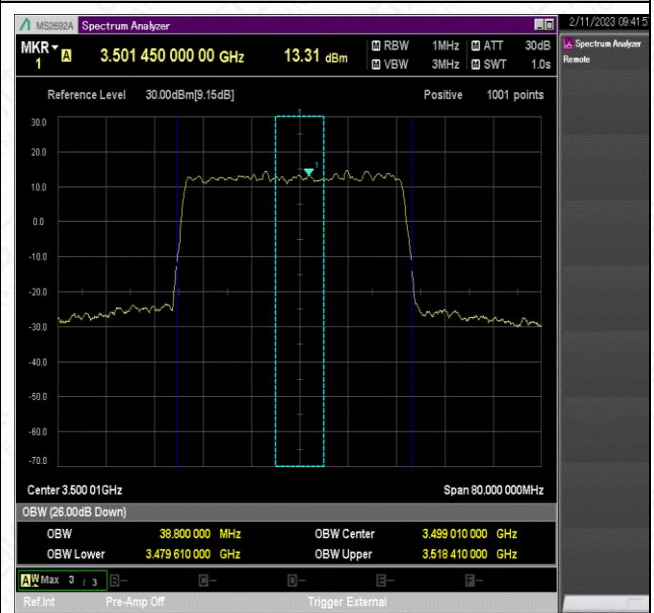 MS2692A Spectrum Analyzer
2/11/2023 09:41:5
MKR 1 A 3.501 450 000 00 GHz 13.31 dBm
M RBW 1MHz M ATT 30dB
M VBW 3MHz M SWT 1.0s
Spectrum Analyzer
Remote
Reference Level 30.00dBm[9.15dB] Positive 1001 points
1
30.0
20.0
1
10.0
0.0
-10.0
-20.0
-30.0
-40.0
-50.0
-60.0
-70.0
Center 3.500 01GHz Span 80.000 000MHz
OBW (26.00dB Down)
OBW 38.800 000 MHz OBW Center 3.499 010 000 GHz
OBW Lower 3.479 610 000 GHz OBW Upper 3.518 410 000 GHz
A W Max 3 / 3 B- C- D- E- F-
Ref.Int Pre-Amp Off Trigger External